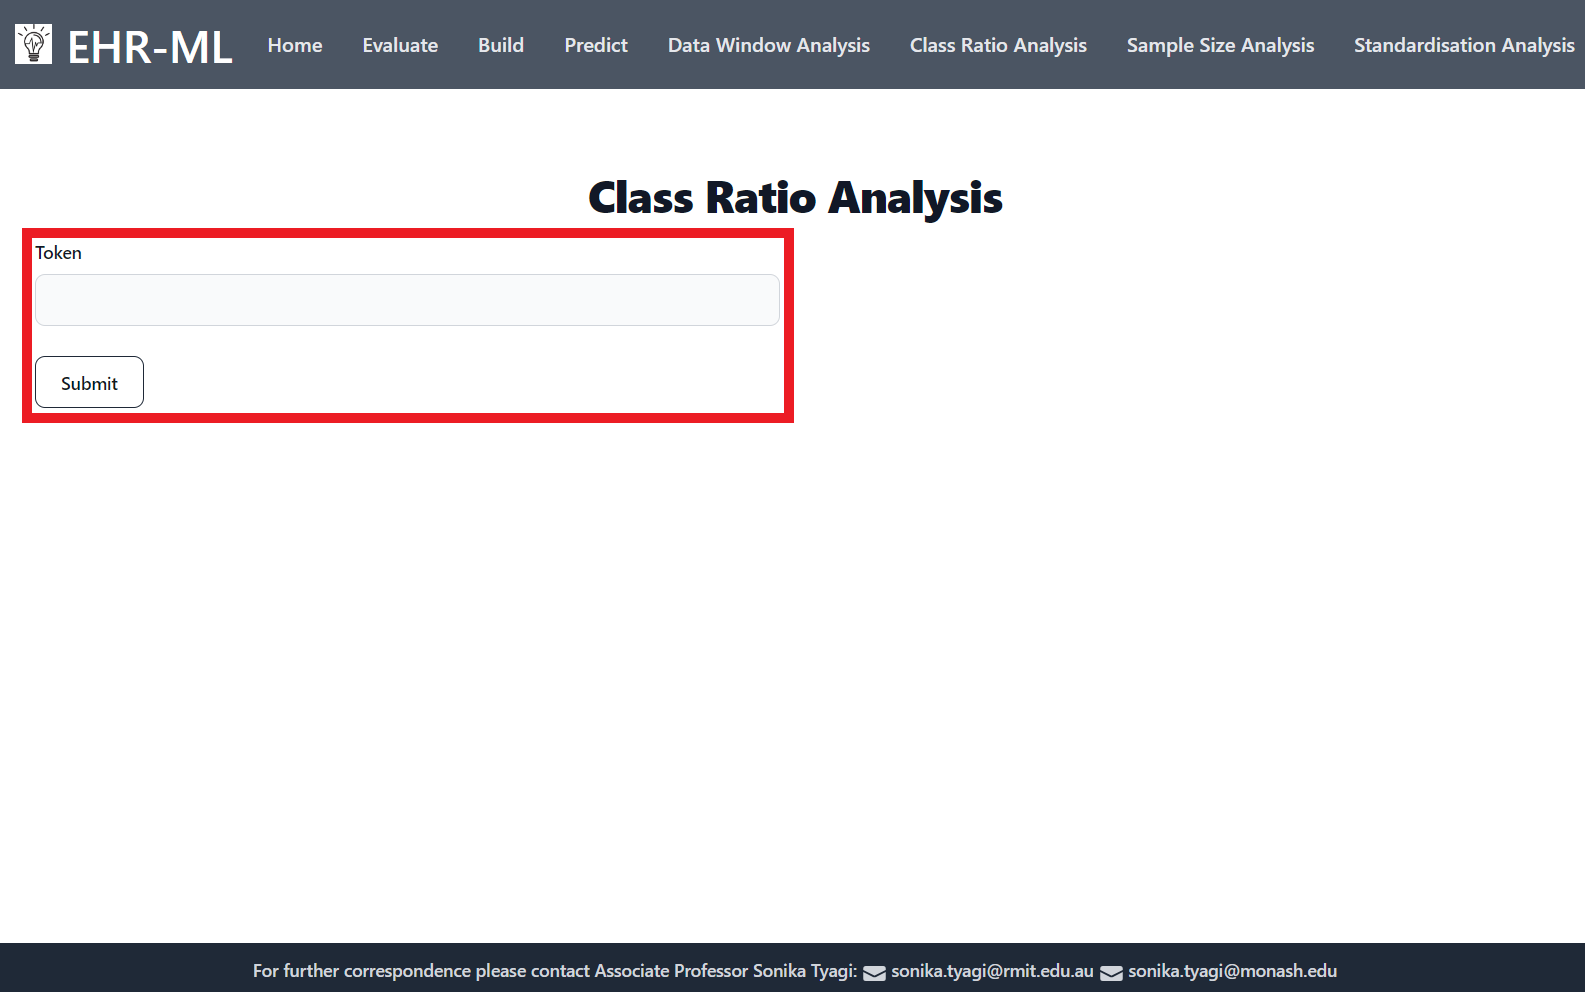 EHR-ML Home Evaluate Build Predict Data Window Analysis Class Ratio Analysis Sample Size Analysis Standardisation Analysis
Class Ratio Analysis
Token
Submit
For further correspondence please contact Associate Professor Sonika Tyagi: sonika.tyagi@rmit.edu.au sonika.tyagi@monash.edu